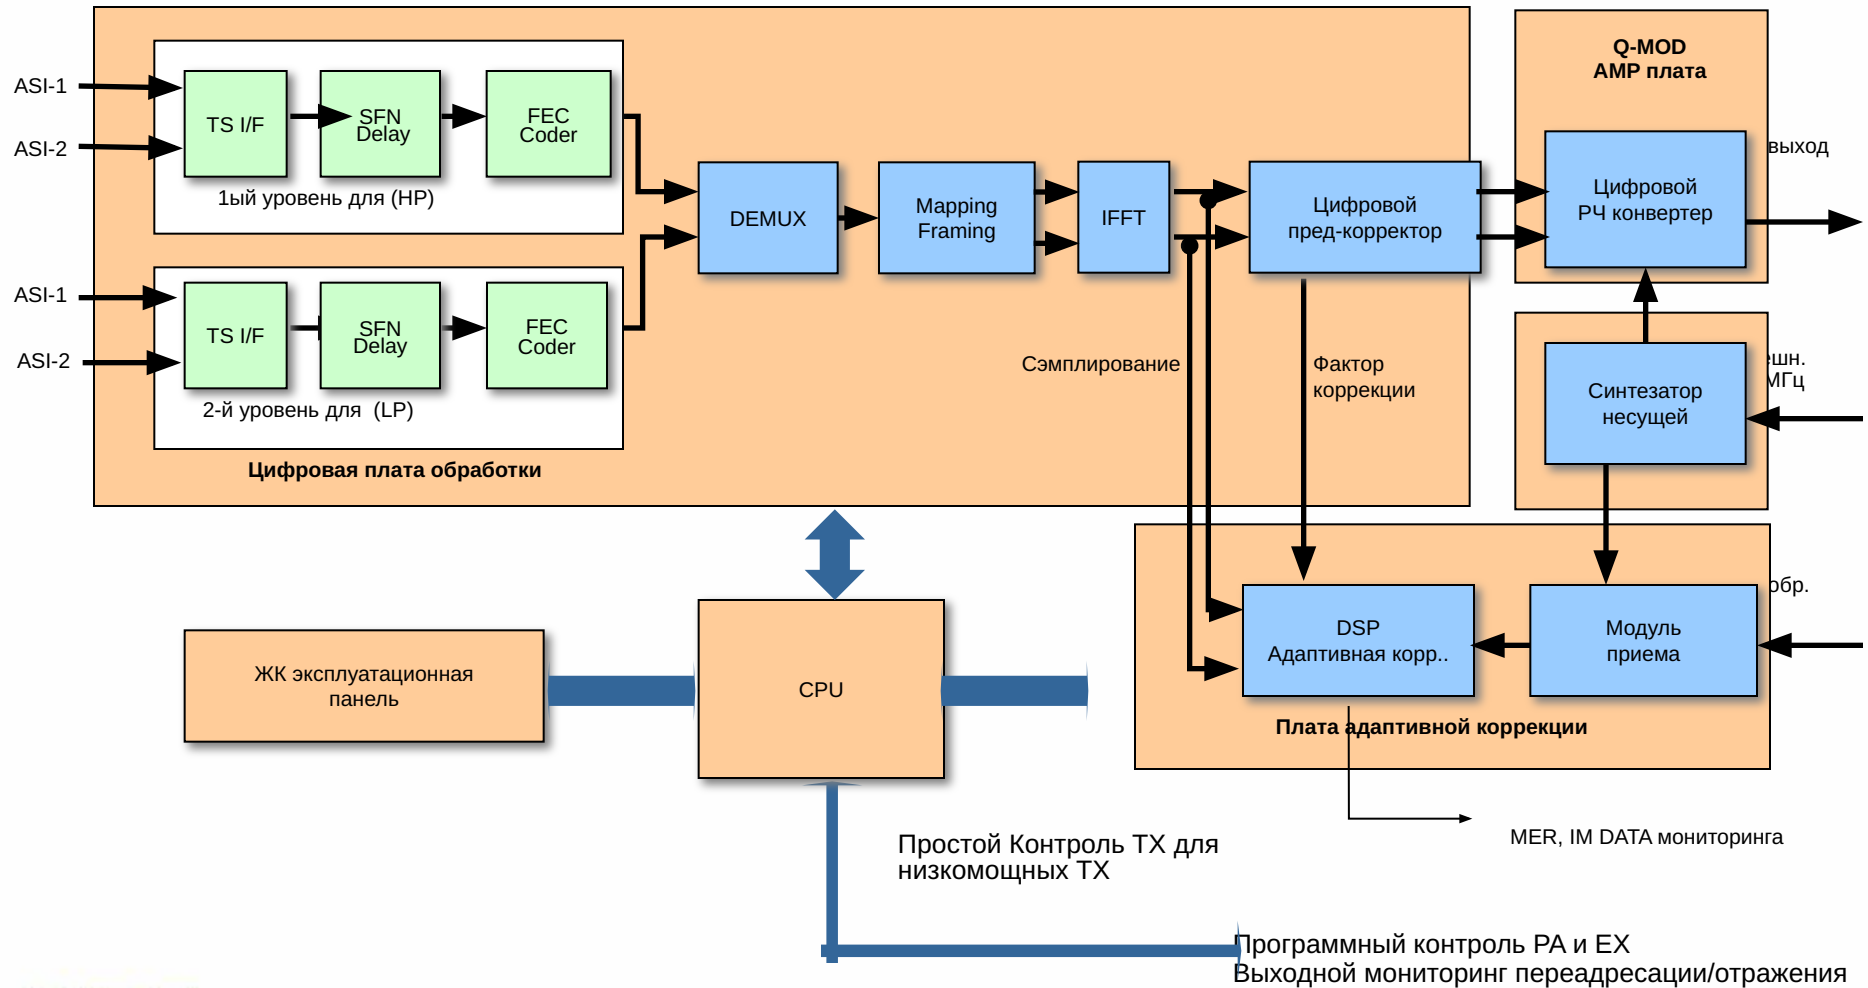 Q-MOD
AMP плата
ASI-1
ASI-2
TS I/F
SFN
Delay
FEC
Coder
1ый уровень для (HP)
выход
DEMUX
Mapping
Framing
IFFT
Цифровой
пред-корректор
Цифровой
РЧ конвертер
ASI-1
ASI-2
TS I/F
SFN
Delay
FEC
Coder
2-й уровень для (LP)
Цифровая плата обработки
Сэмплирование
Фактор
коррекции
Синтезатор
несущей
МГц
ЖК эксплуатационная
панель
CPU
DSP
Адаптивная корр..
Модуль
приема
Плата адаптивной коррекции
MER, IM DATA мониторинга
Простой Контроль TX для
низкомощных TX
Программный контроль PA и EX
Выходной мониторинг переадресации/отражения